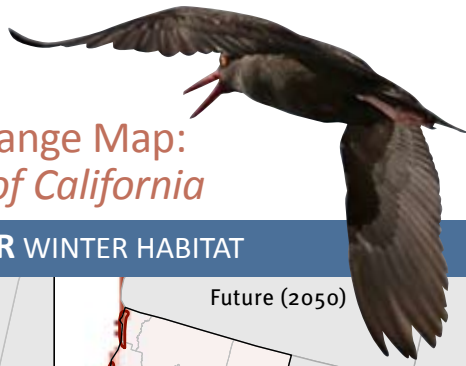 ange Map:
of California
R WINTER HABITAT
Future (2050)